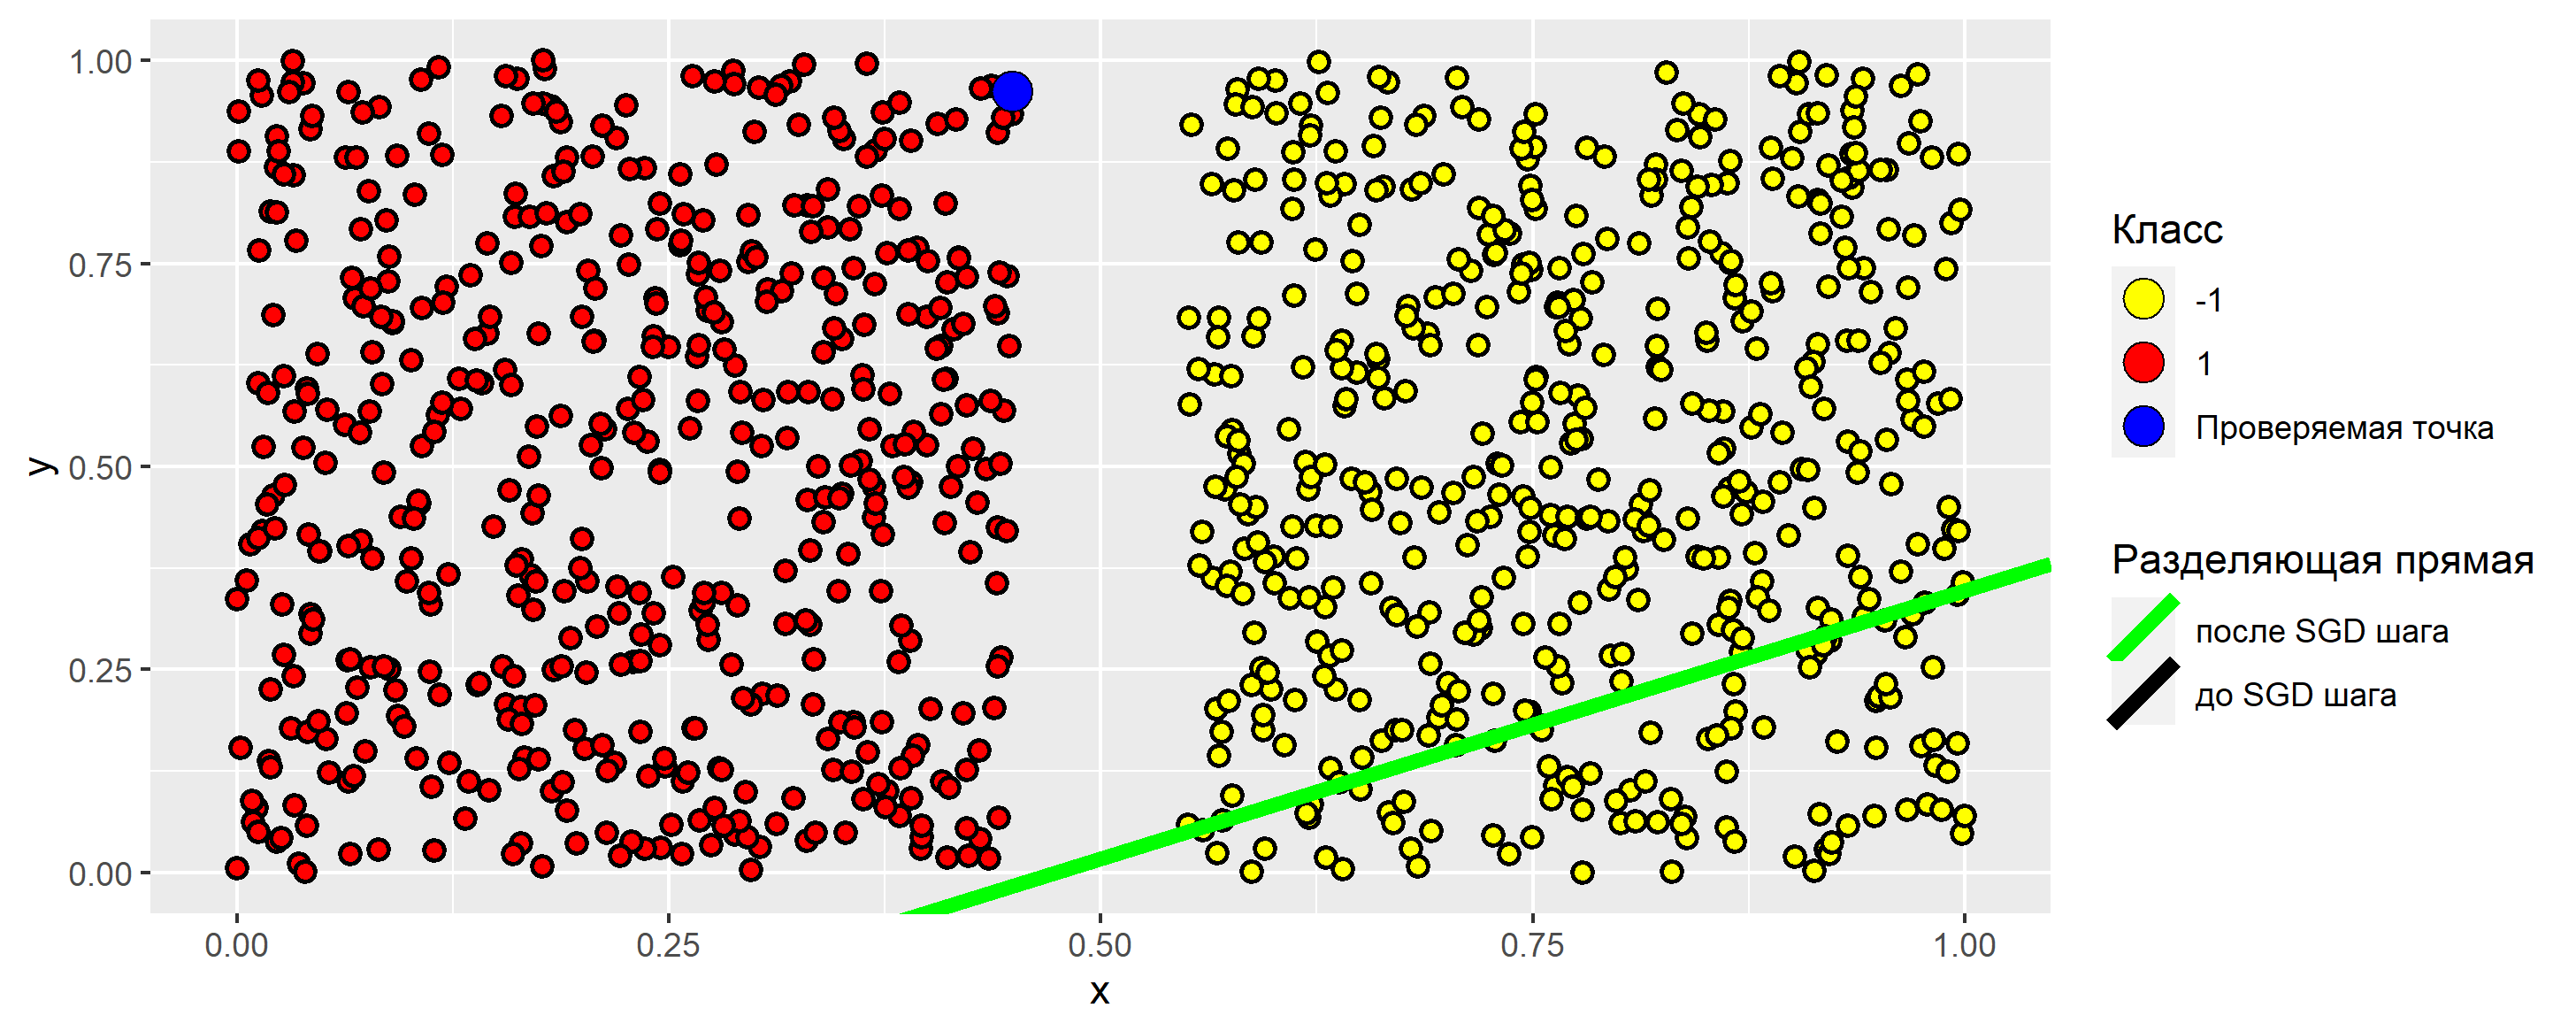 1.00
0.75
0.50
0.25
0.00
y
0.00 0.25 0.50 0.75 1.00
x
Класс
-1
1
Проверяемая точка
Разделяющая прямая
после SGD шага
до SGD шага